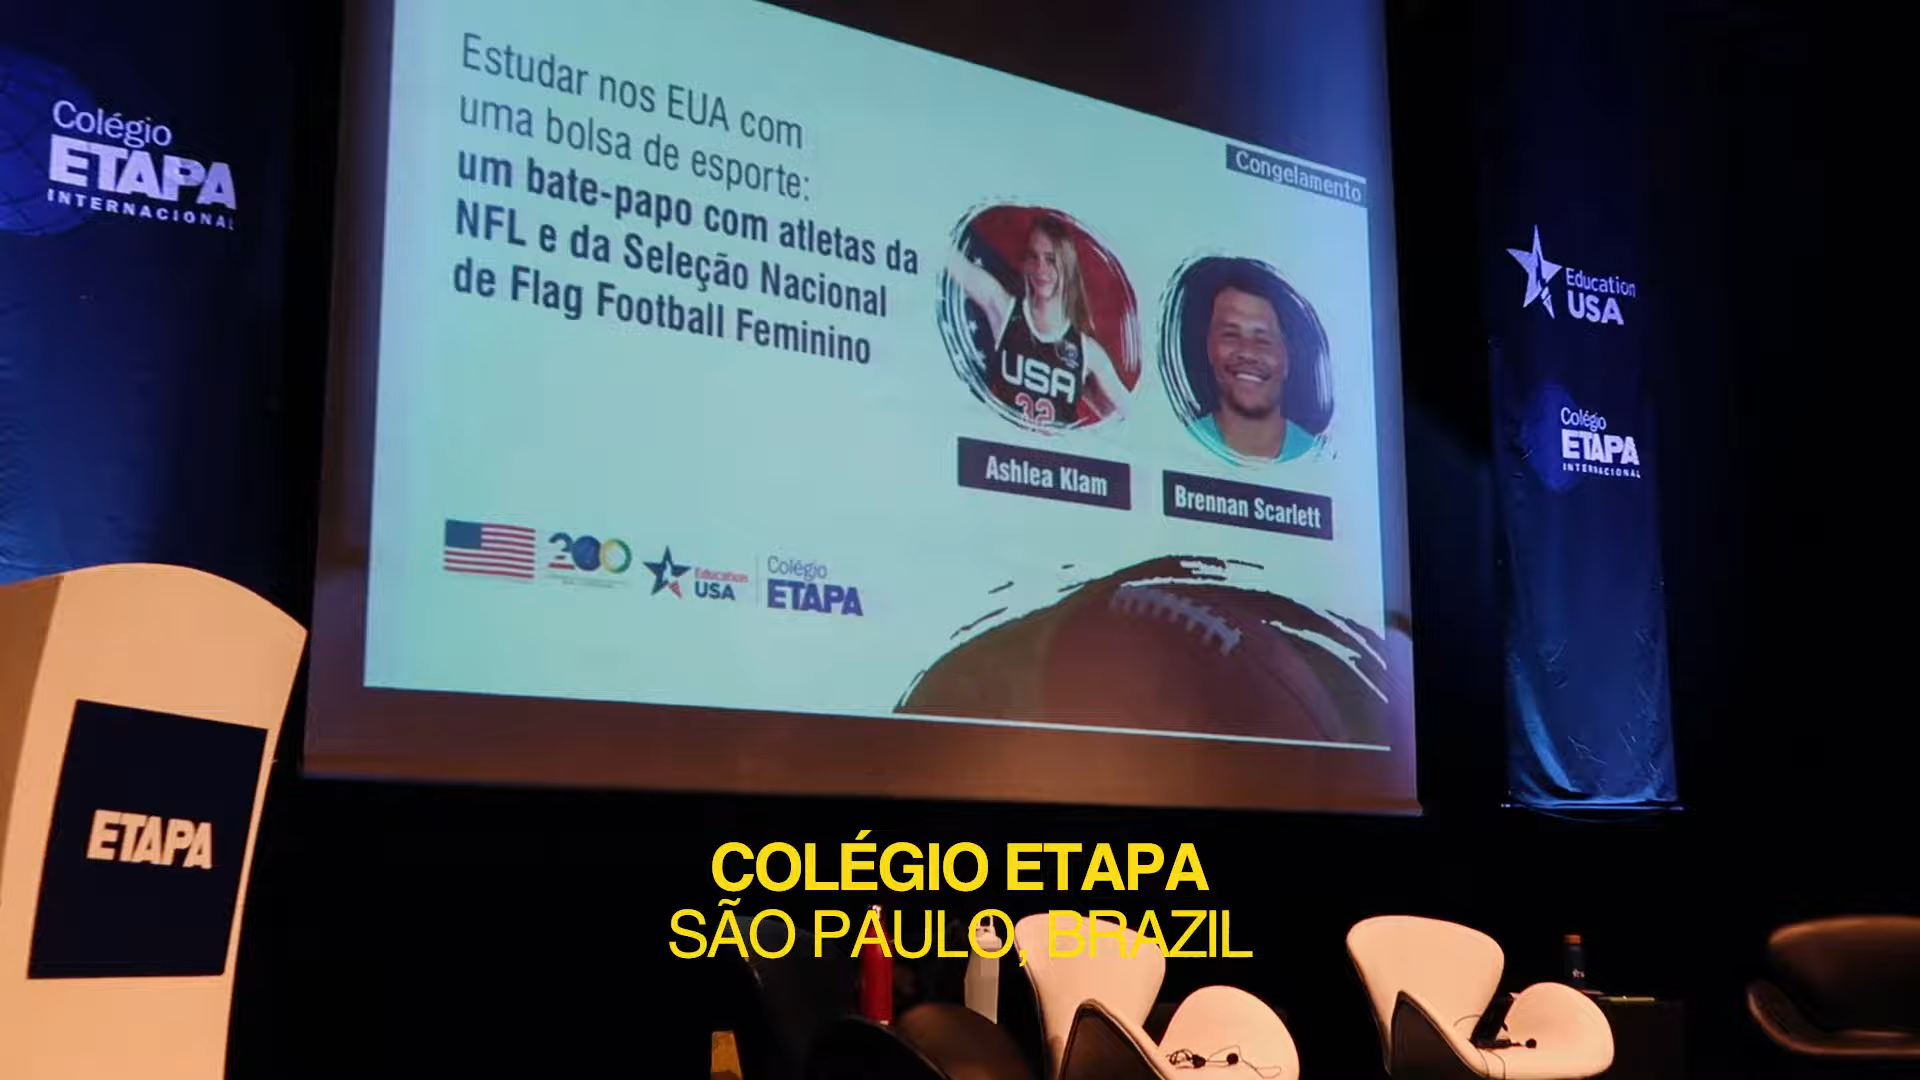 Colégio
ETAPA
INTERNACIONAL
Estudar nos EUA com
uma bolsa de esporte:
um bate-papo com atletas da
NFL e da Seleção Nacional
de Flag Football Feminino
Congelamento
USA
32
Ashlea Klam
Brennan Scarlett
200
Education
USA
Colégio
ETAPA
Education
USA
Colégio
ETAPA
INTERNACIONAL
ETAPA
COLÉGIO ETAPA
SÃO PAULO, BRAZIL